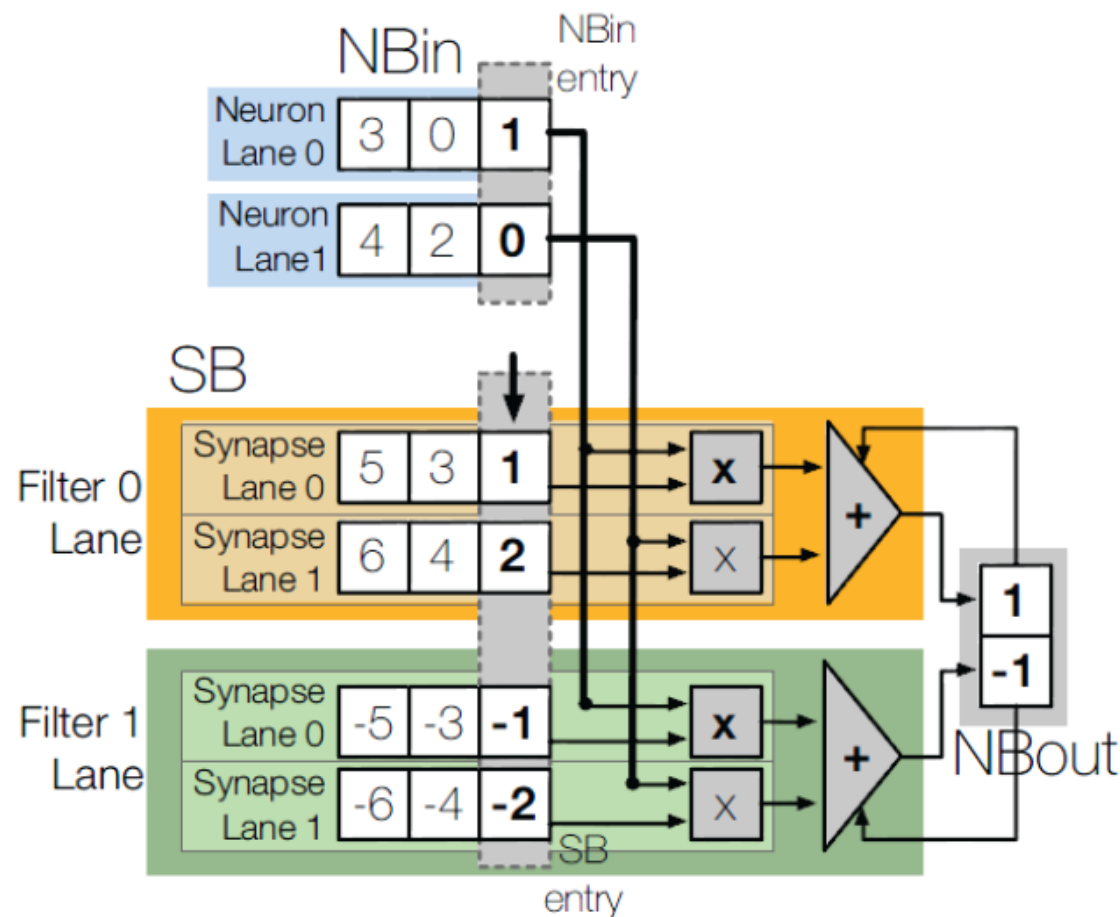 NBin
NBin
entry
Neuron
Lane 0
3 0 1
Neuron
Lane1
4 2 0
SB
Filter 0
Lane
Synapse
Lane 0
5 3 1
x
Synapse
Lane 1
6 4 2
x
+
1
-1
NBout
Filter 1
Lane
Synapse
Lane 0
-5 -3 -1
x
Synapse
Lane 1
-6 -4 -2
x
+
SB
entry